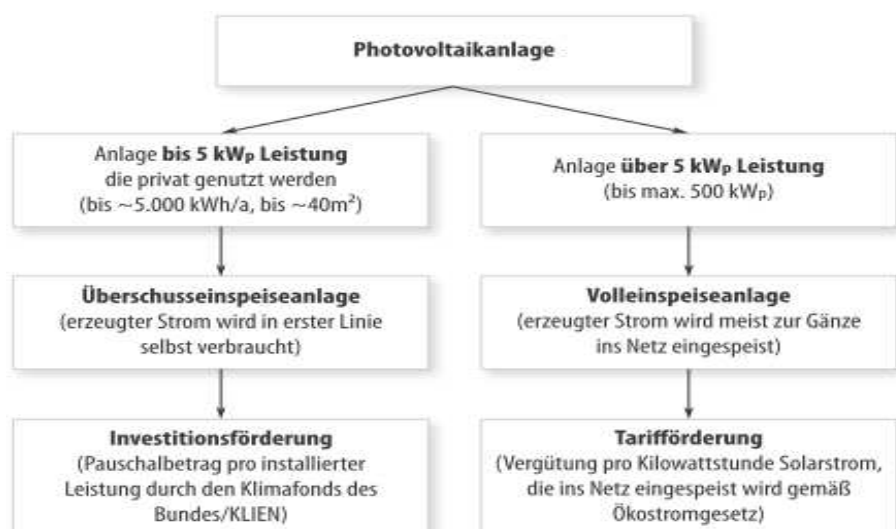 Photovoltaikanlage
Anlage bis 5 kWp Leistung
die privat genutzt werden
(bis ~5.000 kWh/a, bis ~40m²)
Anlage über 5 kWp Leistung
(bis max. 500 kWp)
Überschusseinspeiseanlage
(erzeugter Strom wird in erster Linie
selbst verbraucht)
Volleinspeiseanlage
(erzeugter Strom wird meist zur Gänze
ins Netz eingespeist)
Investitionsförderung
(Pauschalbetrag pro installierter
Leistung durch den Klimafonds des
Bundes/KLIEN)
Tarifförderung
(Vergütung pro Kilowattstunde Solarstrom,
die ins Netz eingespeist wird gemäß
Ökostromgesetz)